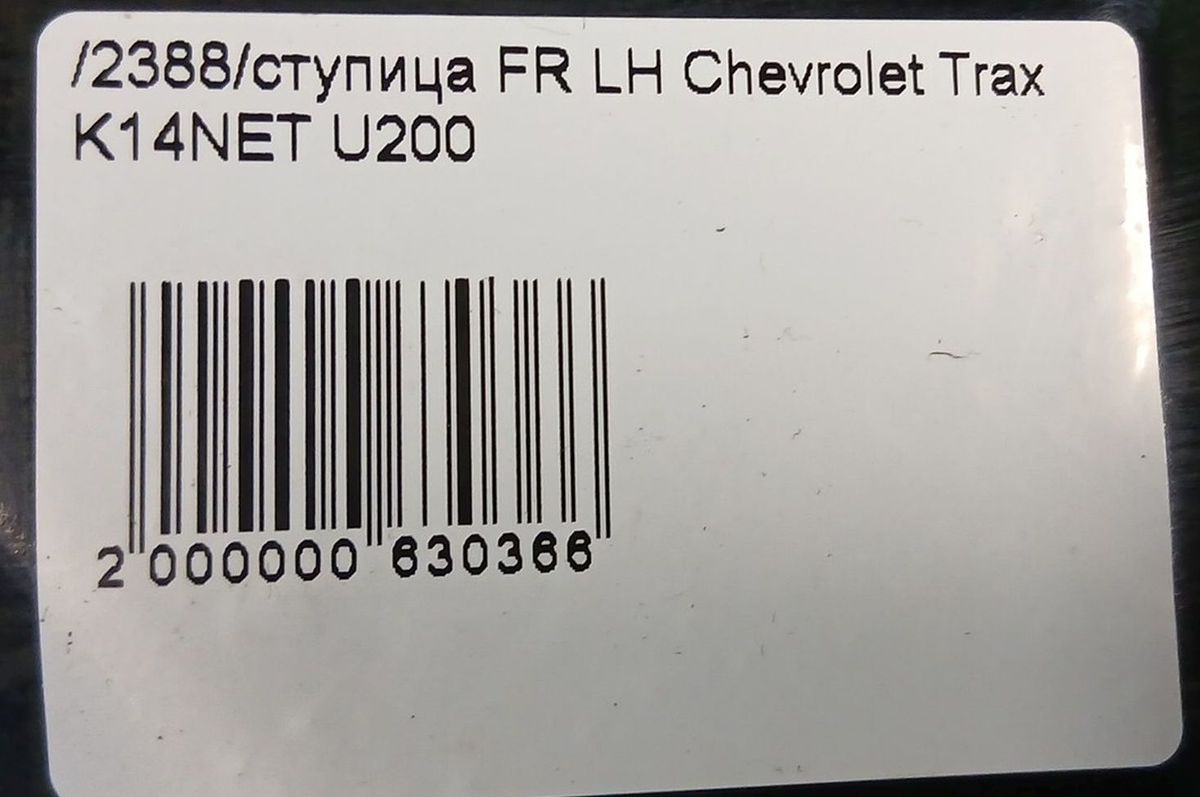 /2388/ступица FR LH Chevrolet Trax
K14NET U200
2 000000 630366